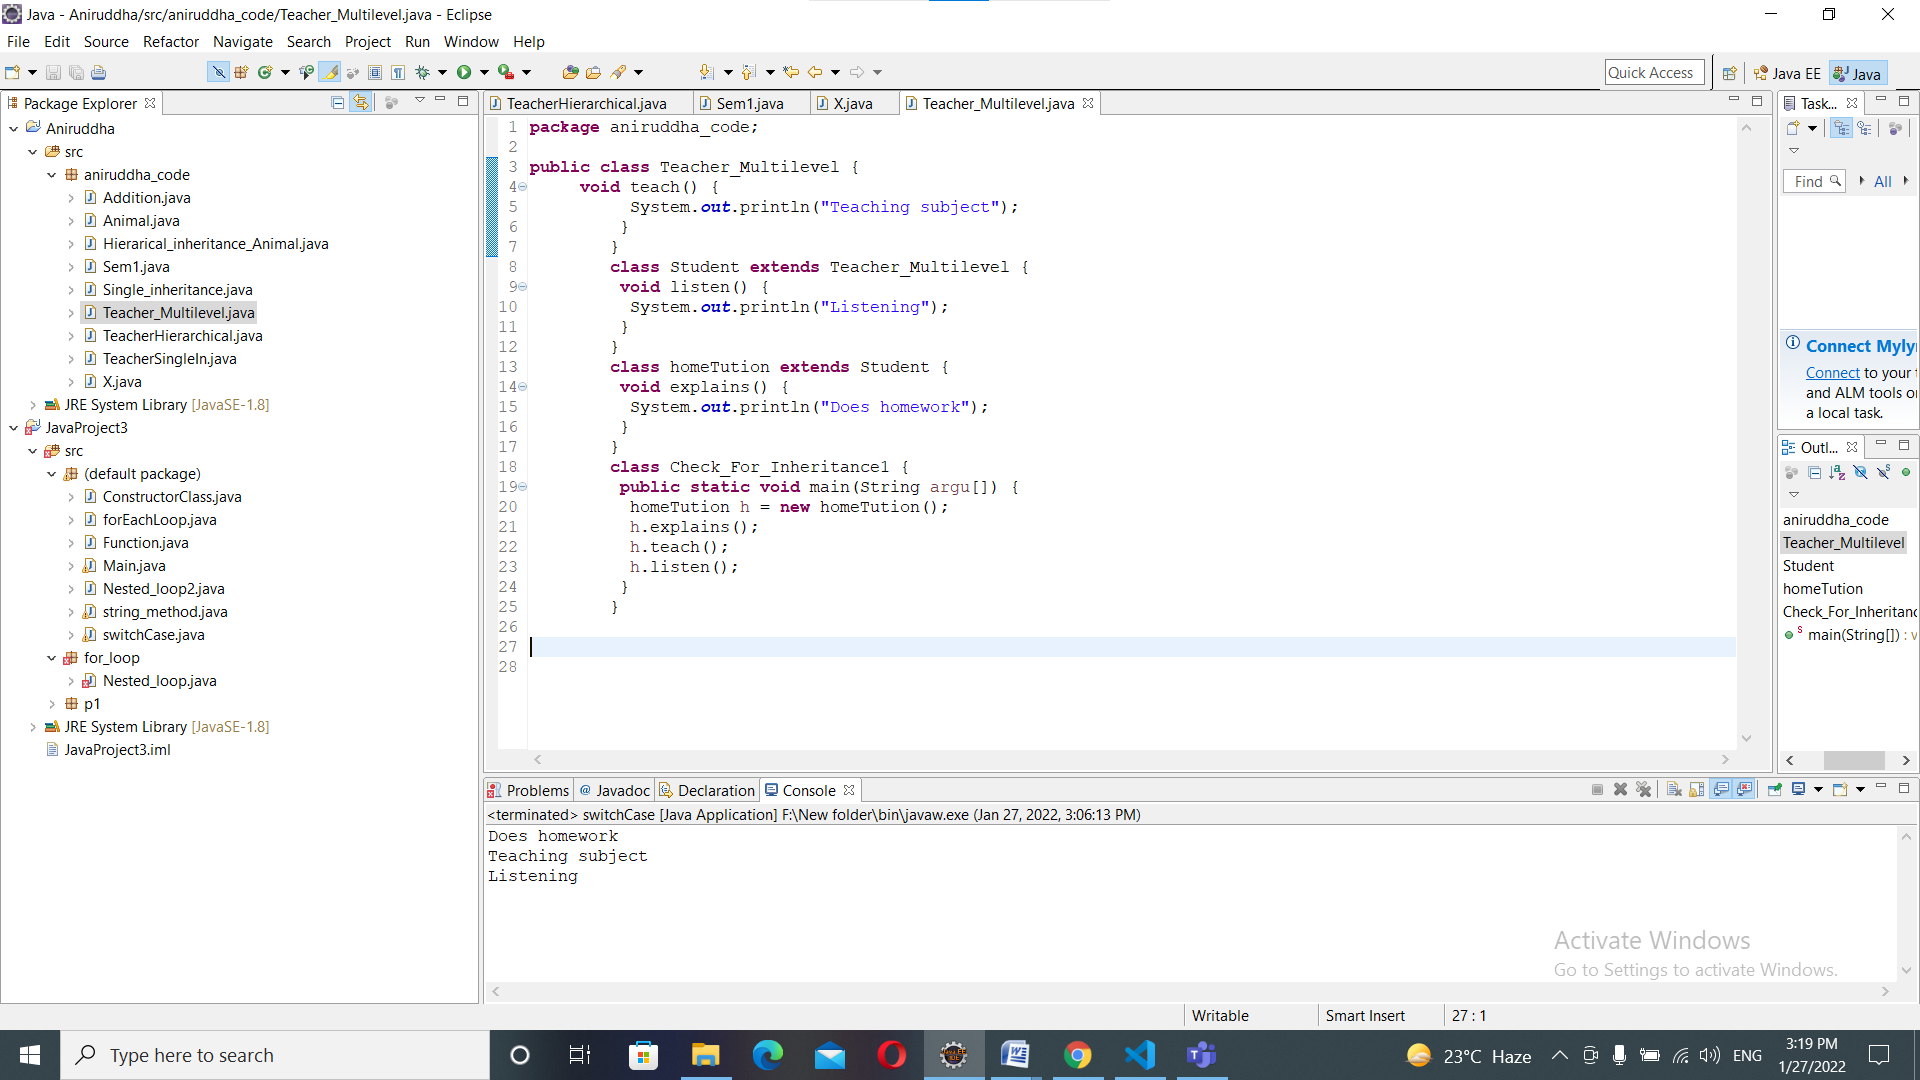 Java - Aniruddha/src/aniruddha_code/Teacher_Multilevel.java - Eclipse
File Edit Source Refactor Navigate Search Project Run Window Help
Quick Access Java EE Java
Package Explorer
Aniruddha
src
aniruddha_code
Addition.java
Animal.java
Hierarical_inheritance_Animal.java
Sem1.java
Single_inheritance.java
Teacher_Multilevel.java
TeacherHierarchical.java
TeacherSingleIn.java
X.java
JRE System Library [JavaSE-1.8]
JavaProject3
src
(default package)
ConstructorClass.java
forEachLoop.java
Function.java
Main.java
Nested_loop2.java
string_method.java
switchCase.java
for_loop
Nested_loop.java
p1
JRE System Library [JavaSE-1.8]
JavaProject3.iml
TeacherHierarchical.java Sem1.java X.java Teacher_Multilevel.java
1 package aniruddha_code;
2
3 public class Teacher_Multilevel {
4 void teach() {
5 System.out.println("Teaching subject");
6 }
7 }
8 class Student extends Teacher_Multilevel {
9 void listen() {
10 System.out.println("Listening");
11 }
12 }
13 class homeTution extends Student {
14 void explains() {
15 System.out.println("Does homework");
16 }
17 }
18 class Check_For_Inheritance1 {
19 public static void main(String argu[]) {
20 homeTution h = new homeTution();
21 h.explains();
22 h.teach();
23 h.listen();
24 }
25 }
26
27
28
Task...
Find All
Connect Myly
Connect to your
and ALM tools o
a local task.
Outl...
aniruddha_code
Teacher_Multilevel
Student
homeTution
Check_For_Inheritanc
S main(String[]) : v
Problems @ Javadoc Declaration Console
<terminated> switchCase [Java Application] F:\New folder\bin\javaw.exe (Jan 27, 2022, 3:06:13 PM)
Does homework
Teaching subject
Listening
Activate Windows
Go to Settings to activate Windows.
Writable Smart Insert 27 : 1
Type here to search
23°C Haze ENG
3:19 PM
1/27/2022